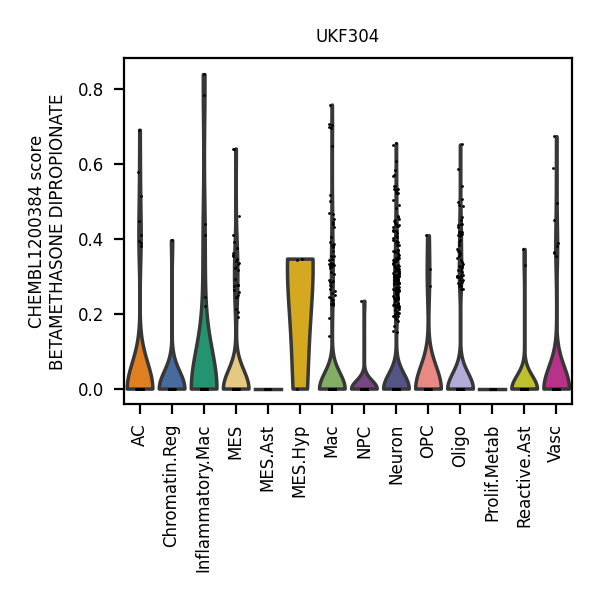 UKF304
CHEMBL1200384 score
BETAMETHASONE DIPROPIONATE
0.8
0.6
0.4
0.2
0.0
AC
Chromatin.Reg
Inflammatory.Mac
MES
MES.Ast
MES.Hyp
Mac
NPC
Neuron
OPC
Oligo
Prolif.Metab
Reactive.Ast
Vasc